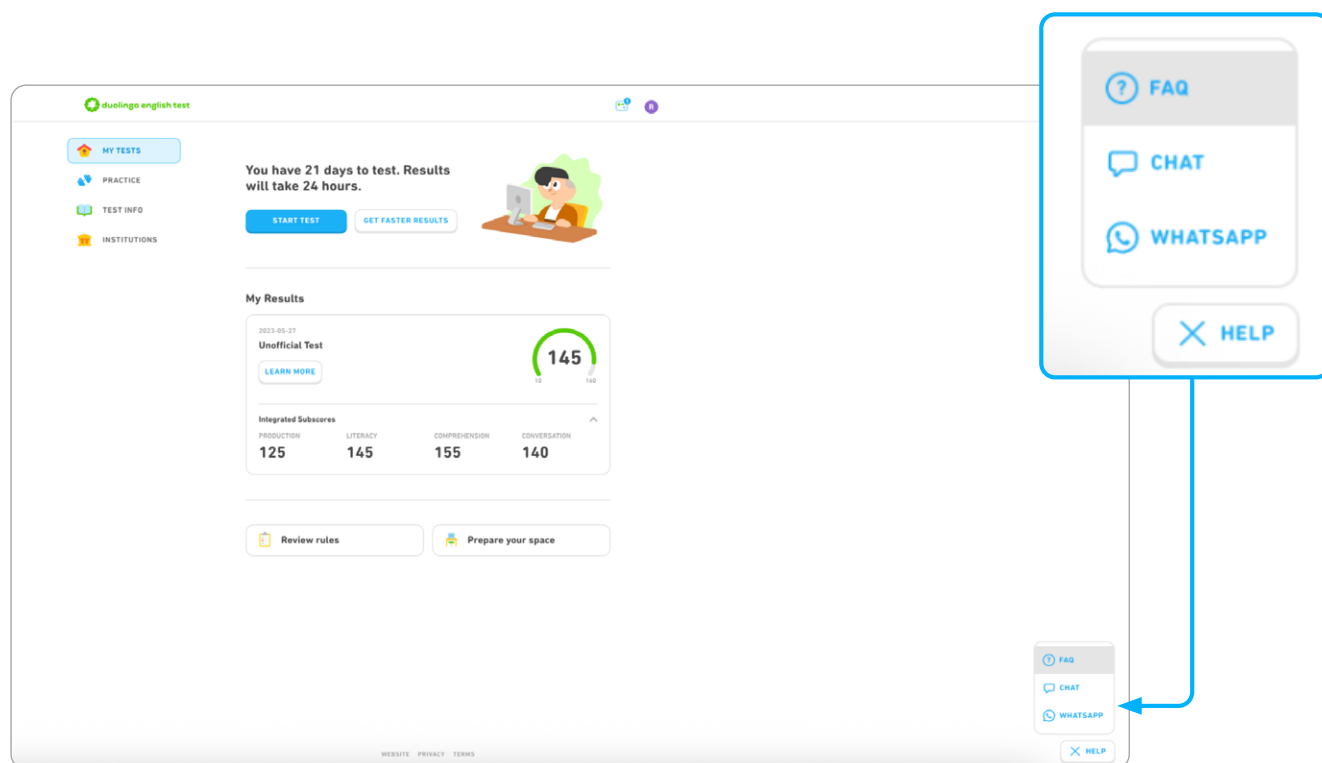 FAQ
CHAT
WHATSAPP
HELP
duolingo english test
1
R
MY TESTS
PRACTICE
TEST INFO
INSTITUTIONS
You have 21 days to test. Results
will take 24 hours.
START TEST
GET FASTER RESULTS
My Results
2023-05-27
Unofficial Test
LEARN MORE
145
10
160
Integrated Subscores
PRODUCTION
LITERACY
COMPREHENSION
CONVERSATION
125
145
155
140
Review rules
Prepare your space
FAQ
CHAT
WHATSAPP
HELP
WEBSITE PRIVACY TERMS